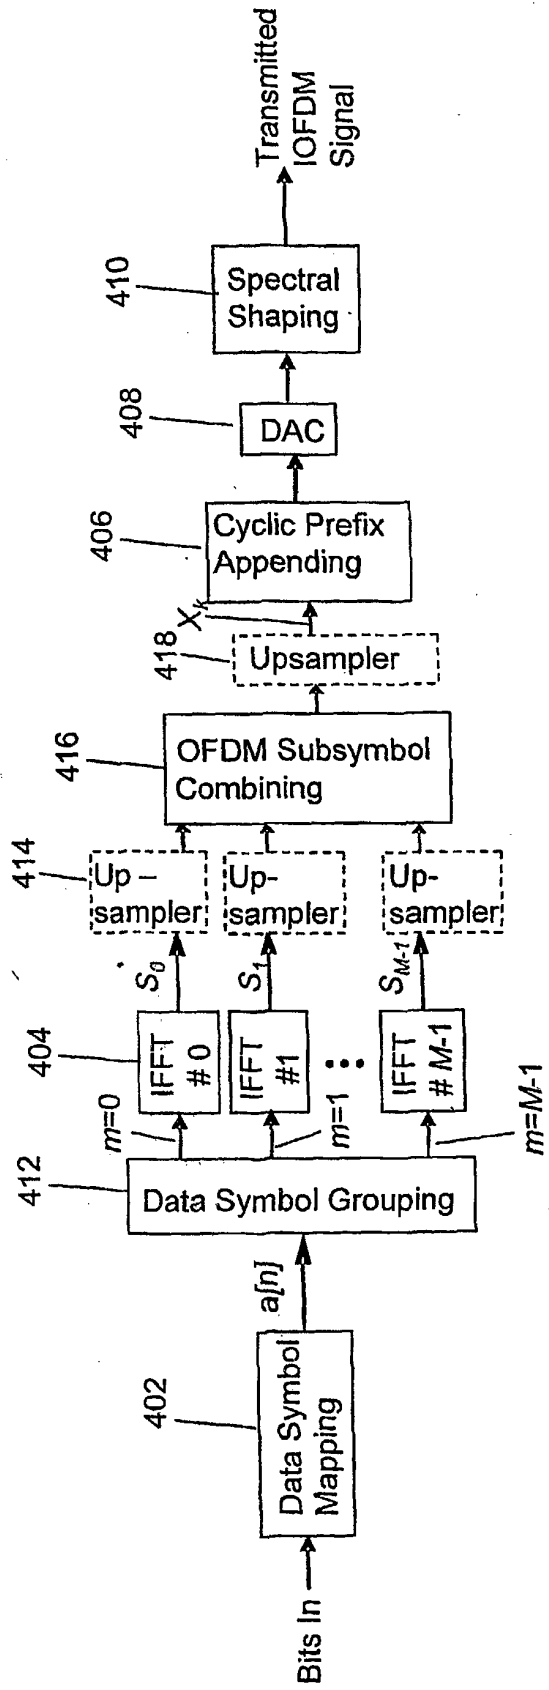 Bits In
402
Data Symbol
Mapping
a[n]
412
Data Symbol Grouping
m=0
m=1
m=M-1
404
IFFT
# 0
IFFT
#1
IFFT
# M-1
S0
S1
SM-1
414
Up-
sampler
Up-
sampler
Up-
sampler
416
OFDM Subsymbol
Combining
418
Upsampler
Xk
406
Cyclic Prefix
Appending
408
DAC
410
Spectral
Shaping
Transmitted
IOFDM
Signal